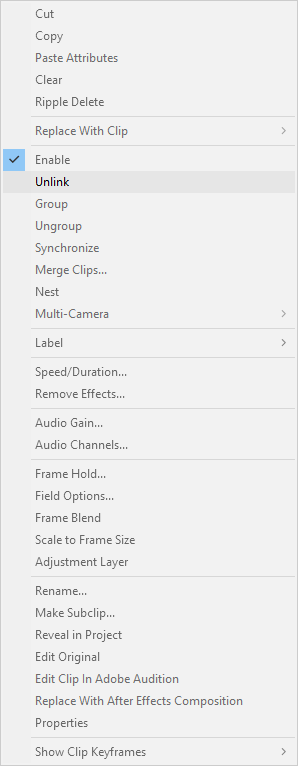 Cut
Copy
Paste Attributes
Clear
Ripple Delete
Replace With Clip
Enable
Unlink
Group
Ungroup
Synchronize
Merge Clips...
Nest
Multi-Camera
Label
Speed/Duration...
Remove Effects...
Audio Gain...
Audio Channels...
Frame Hold...
Field Options...
Frame Blend
Scale to Frame Size
Adjustment Layer
Rename...
Make Subclip...
Reveal in Project
Edit Original
Edit Clip In Adobe Audition
Replace With After Effects Composition
Properties
Show Clip Keyframes